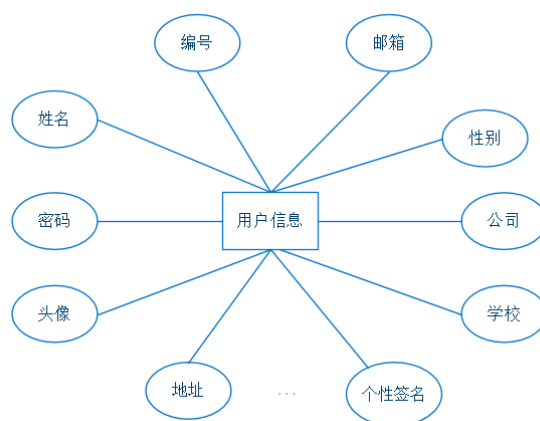 编号
邮箱
姓名
性别
密码
用户信息
公司
头像
学校
地址
…
个性签名